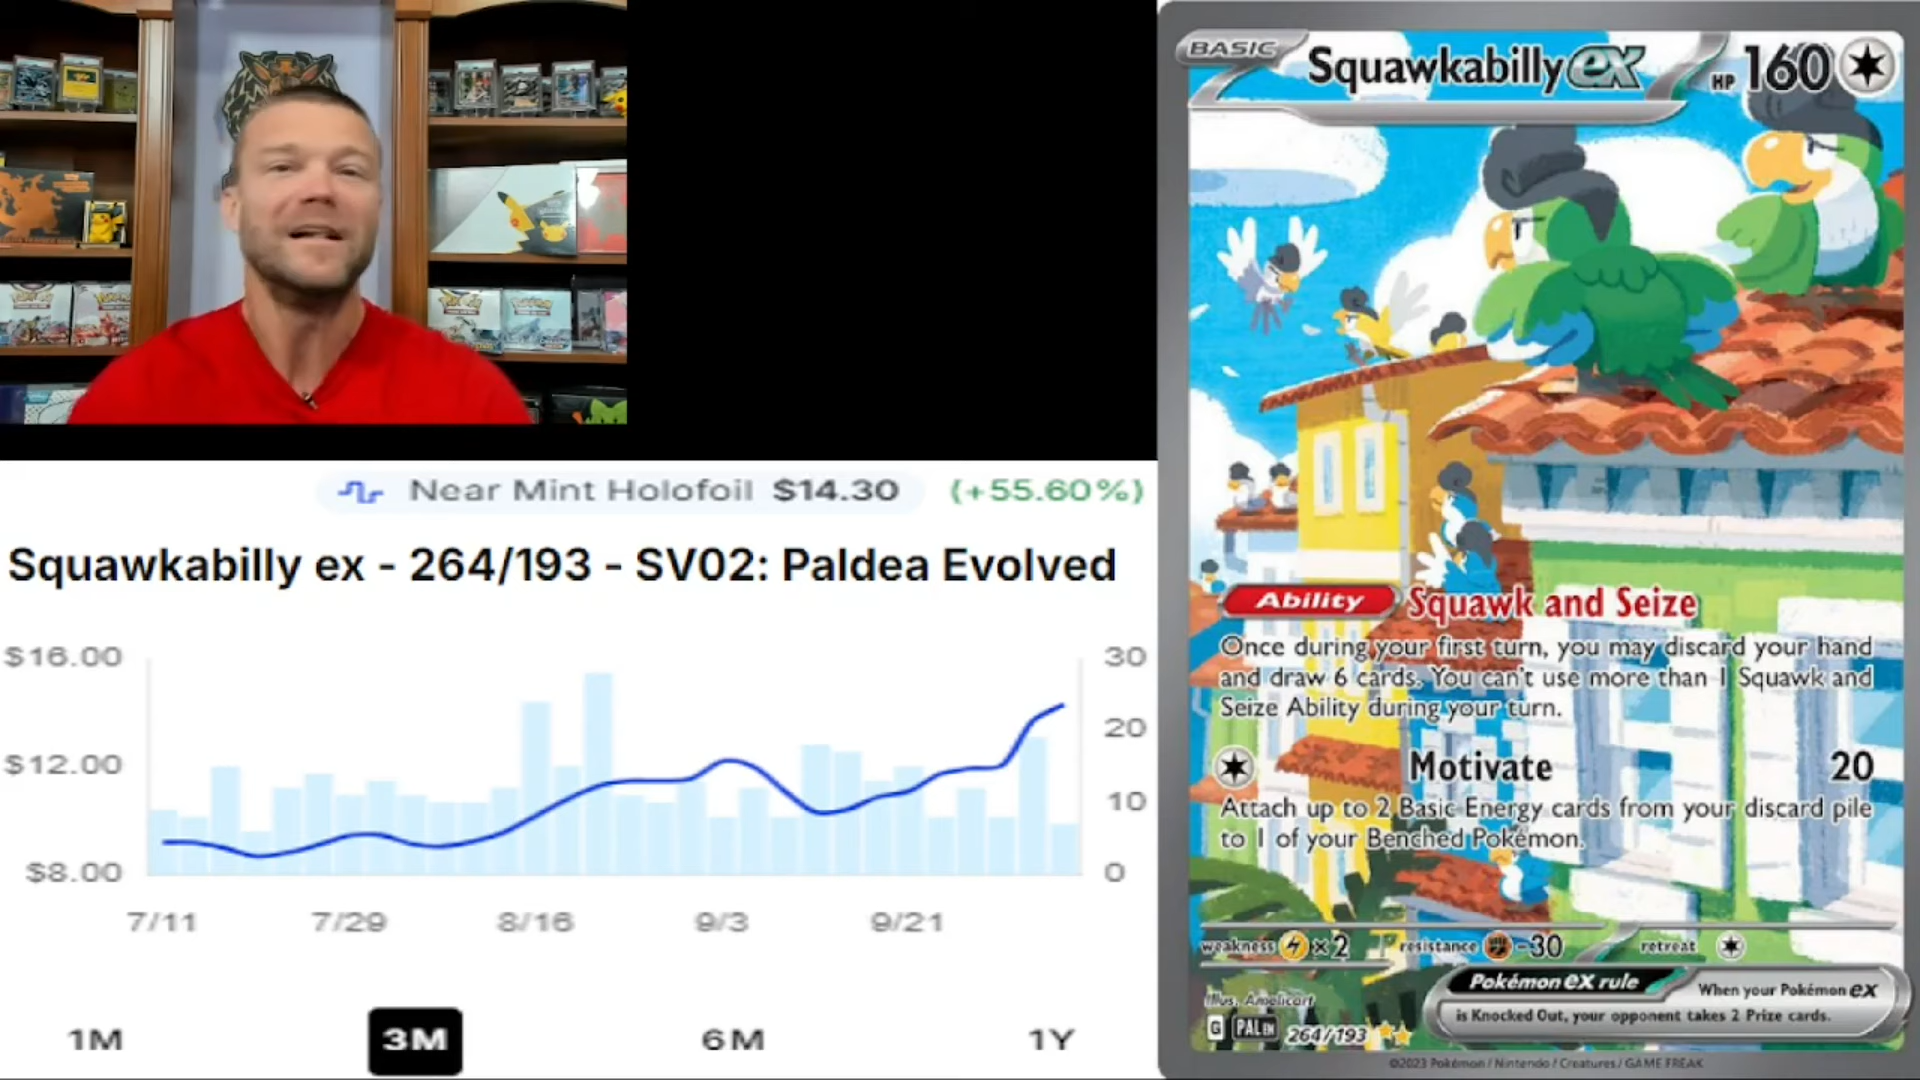 Near Mint Holofoil $14.30 (+55.60%)
Squawkabilly ex - 264/193 - SV02: Paldea Evolved
$16.00
$12.00
$8.00
30
20
10
0
7/11 7/29 8/16 9/3 9/21
1M 3M 6M 1Y
BASIC Squawkabilly ex HP 160
Ability Squawk and Seize
Once during your first turn, you may discard your hand
and draw 6 cards. You can't use more than 1 Squawk and
Seize Ability during your turn.
Motivate 20
Attach up to 2 Basic Energy cards from your discard pile
to 1 of your Benched Pokémon.
weakness ×2 resistance -30 retreat
Pokémon ex rule When your Pokémon ex
is Knocked Out, your opponent takes 2 Prize cards.
Illus. Amelicart
G PAL EN 264/193
©2023 Pokémon / Nintendo / Creatures / GAME FREAK